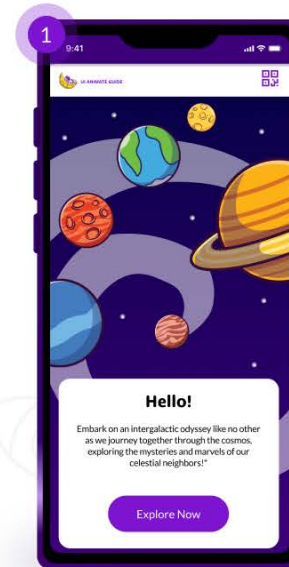 1
9:41
UI ANIMATE GUIDE
Hello!
Embark on an intergalactic odyssey like no other
as we journey together through the cosmos,
exploring the mysteries and marvels of our
celestial neighbors!"
Explore Now